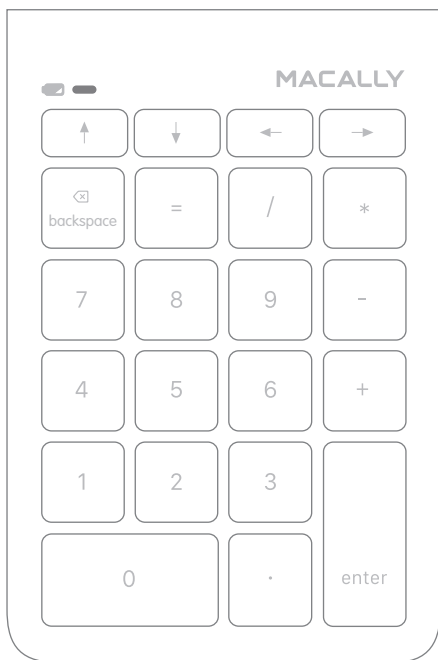 MACALLY
↑ ↓ ← →
backspace = / *
7 8 9 -
4 5 6 +
1 2 3
0 . enter